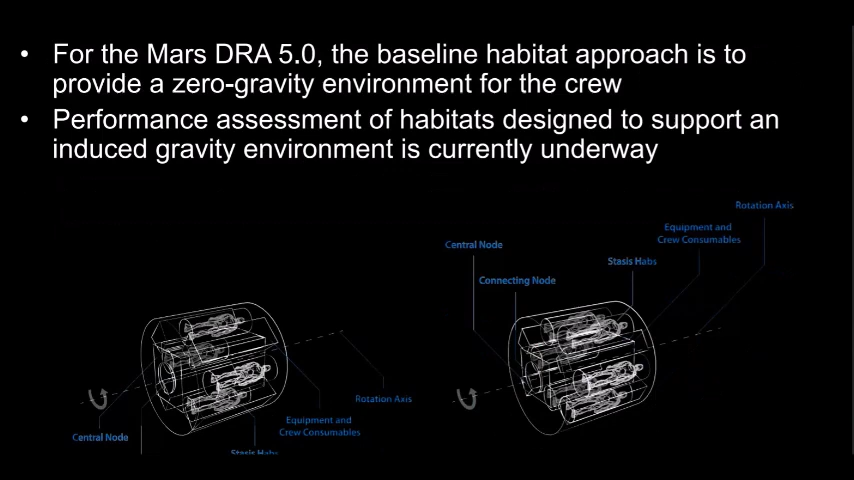 • For the Mars DRA 5.0, the baseline habitat approach is to
provide a zero-gravity environment for the crew
• Performance assessment of habitats designed to support an
induced gravity environment is currently underway
Rotation Axis
Equipment and
Crew Consumables
Central Node
Stasis Habs
Connecting Node
Rotation Axis
Equipment and
Crew Consumables
Central Node
Stasis Habs